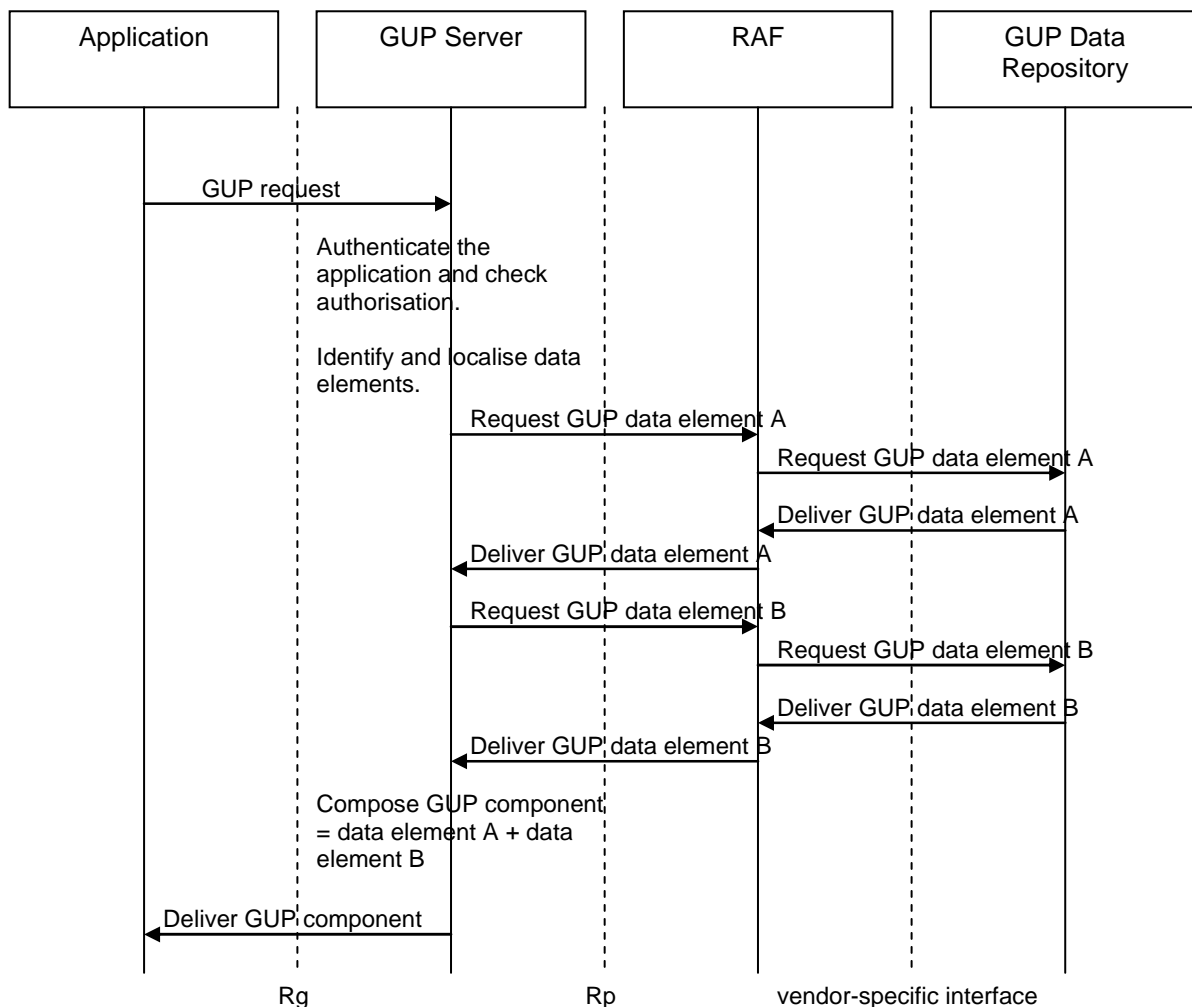 Application
GUP Server
RAF
GUP Data
Repository
GUP request
Authenticate the
application and check
authorisation.
Identify and localise data
elements.
Request GUP data element A
Request GUP data element A
Deliver GUP data element A
Deliver GUP data element A
Request GUP data element B
Request GUP data element B
Deliver GUP data element B
Deliver GUP data element B
Compose GUP component
= data element A + data
element B
Deliver GUP component
Rg
Rp
vendor-specific interface